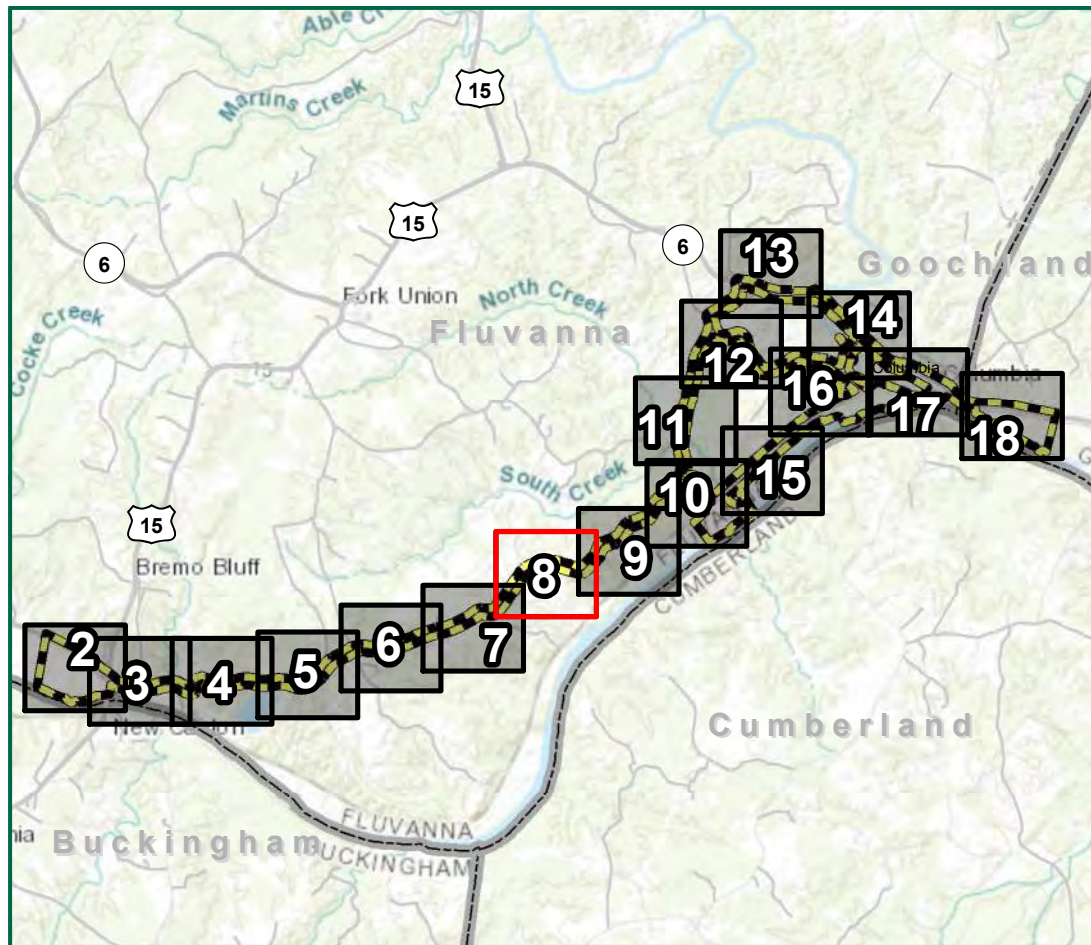 Able Cr
15
Martins Creek
15
6
6
13
Goochland
Fork Union
North Creek
Fluvanna
Cocke Creek
14
15
12
Columbia
Columbia
16
17
11
18
South Creek
10
15
15
Bremo Bluff
9
CUMBERLAND
8
7
6
2
5
3
4
Cumberland
FLUVANNA
Buckingham
BUCKINGHAM